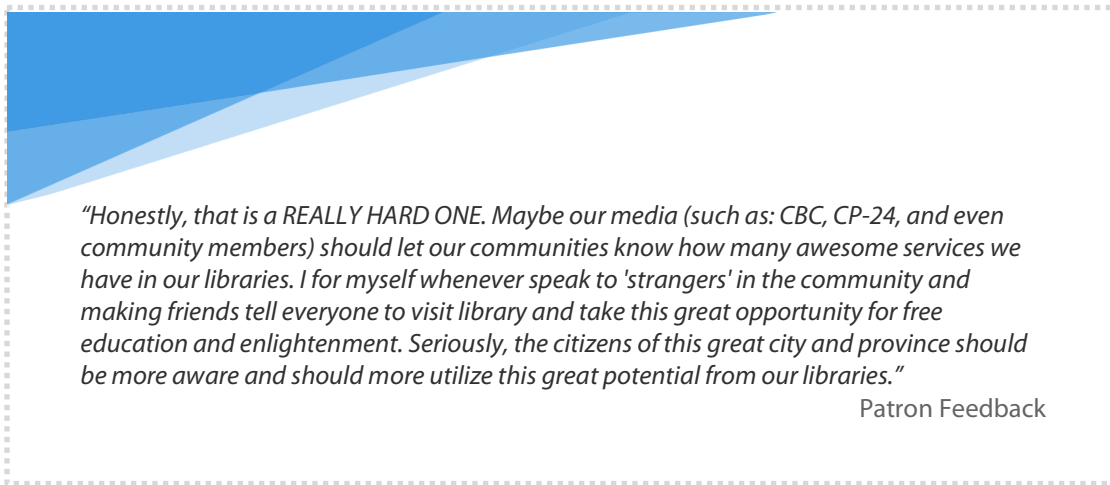 “Honestly, that is a REALLY HARD ONE. Maybe our media (such as: CBC, CP-24, and even
community members) should let our communities know how many awesome services we
have in our libraries. I for myself whenever speak to 'strangers' in the community and
making friends tell everyone to visit library and take this great opportunity for free
education and enlightenment. Seriously, the citizens of this great city and province should
be more aware and should more utilize this great potential from our libraries.”
Patron Feedback